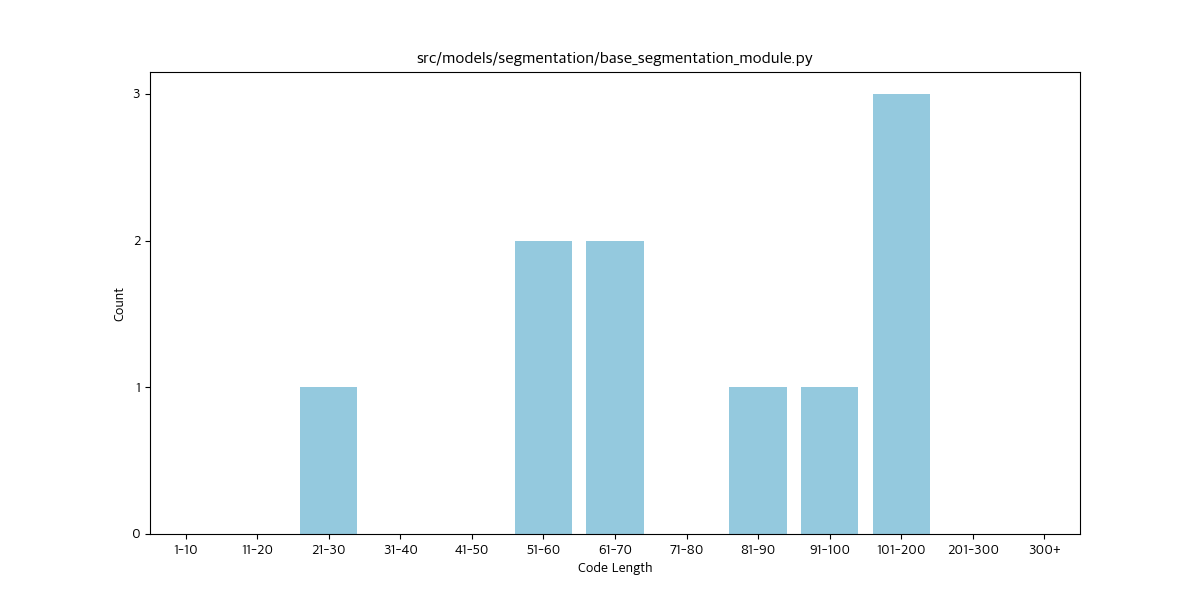 src/models/segmentation/base_segmentation_module.py
3
2
1
0
Count
1-10 11-20 21-30 31-40 41-50 51-60 61-70 71-80 81-90 91-100 101-200 201-300 300+
Code Length